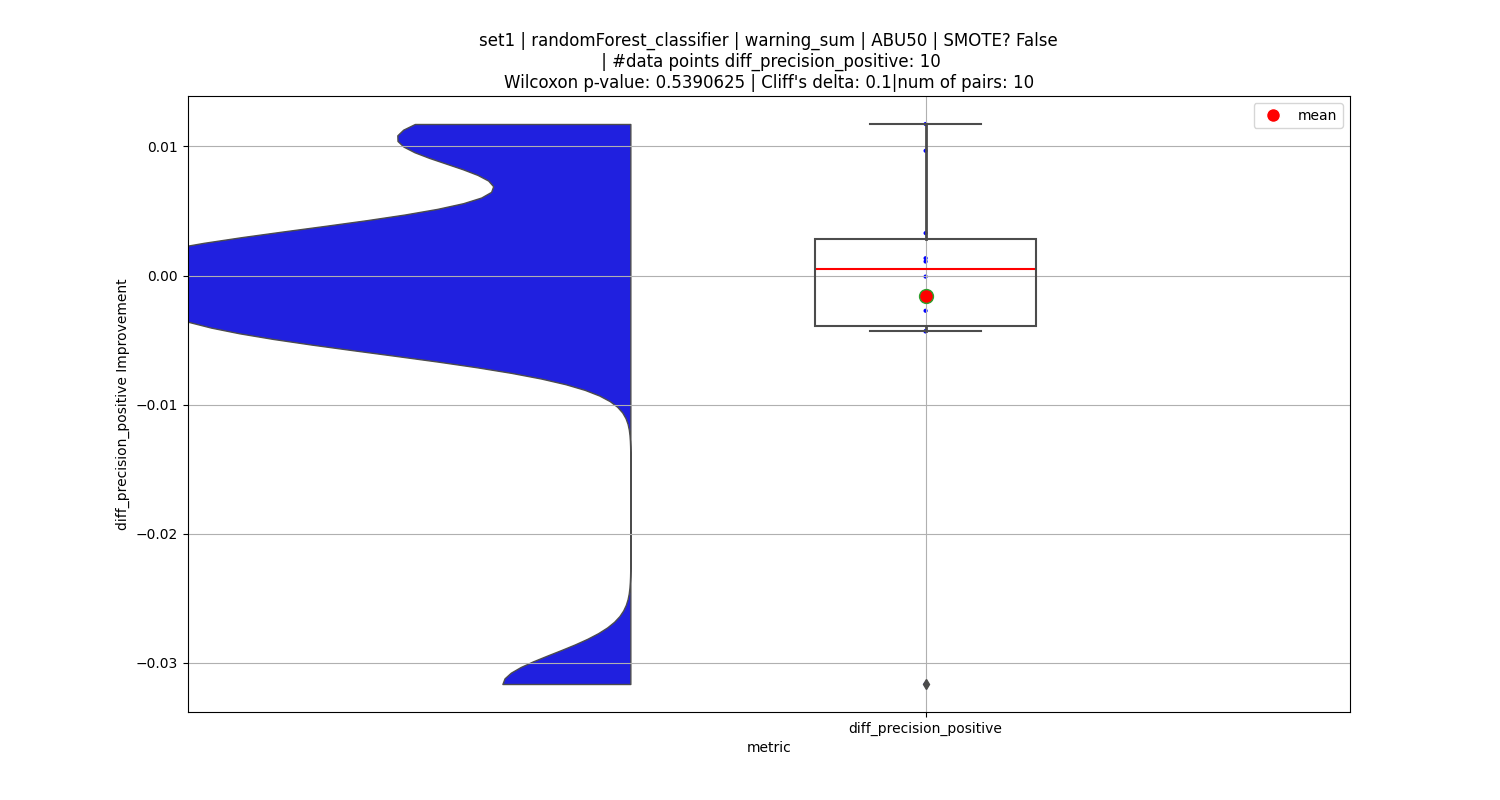 set1 | randomForest_classifier | warning_sum | ABU50 | SMOTE? False
| #data points diff_precision_positive: 10
Wilcoxon p-value: 0.5390625 | Cliff's delta: 0.1|num of pairs: 10
mean
0.01
0.00
−0.01
−0.02
−0.03
diff_precision_positive Improvement
diff_precision_positive
metric